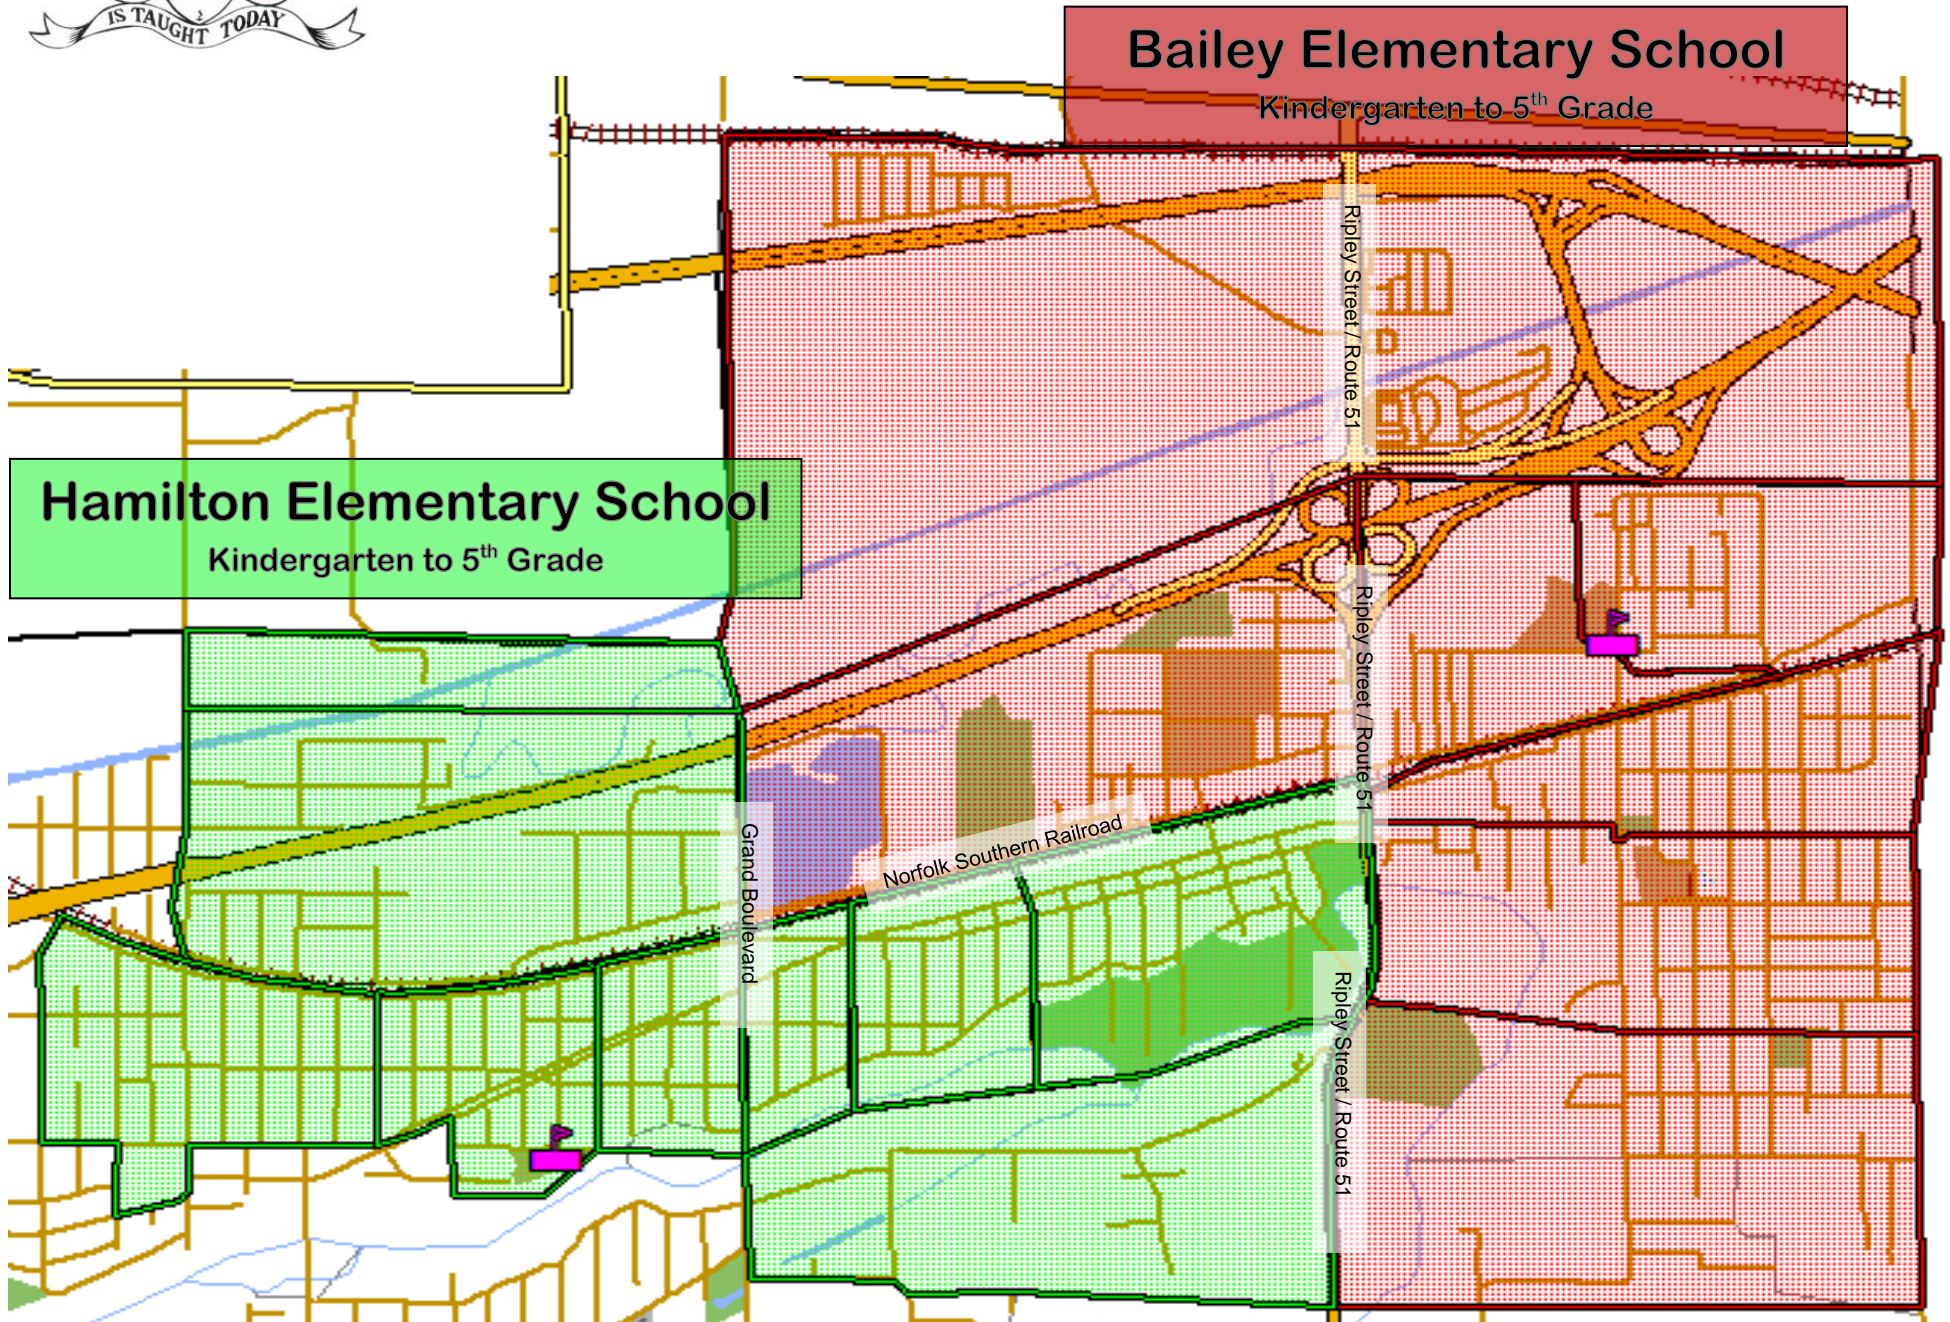 IS TAUGHT TODAY
Bailey Elementary School
Kindergarten to 5th Grade
Ripley Street / Route 51
Hamilton Elementary School
Kindergarten to 5th Grade
Ripley Street / Route 51
Norfolk Southern Railroad
Grand Boulevard
Ripley Street / Route 51